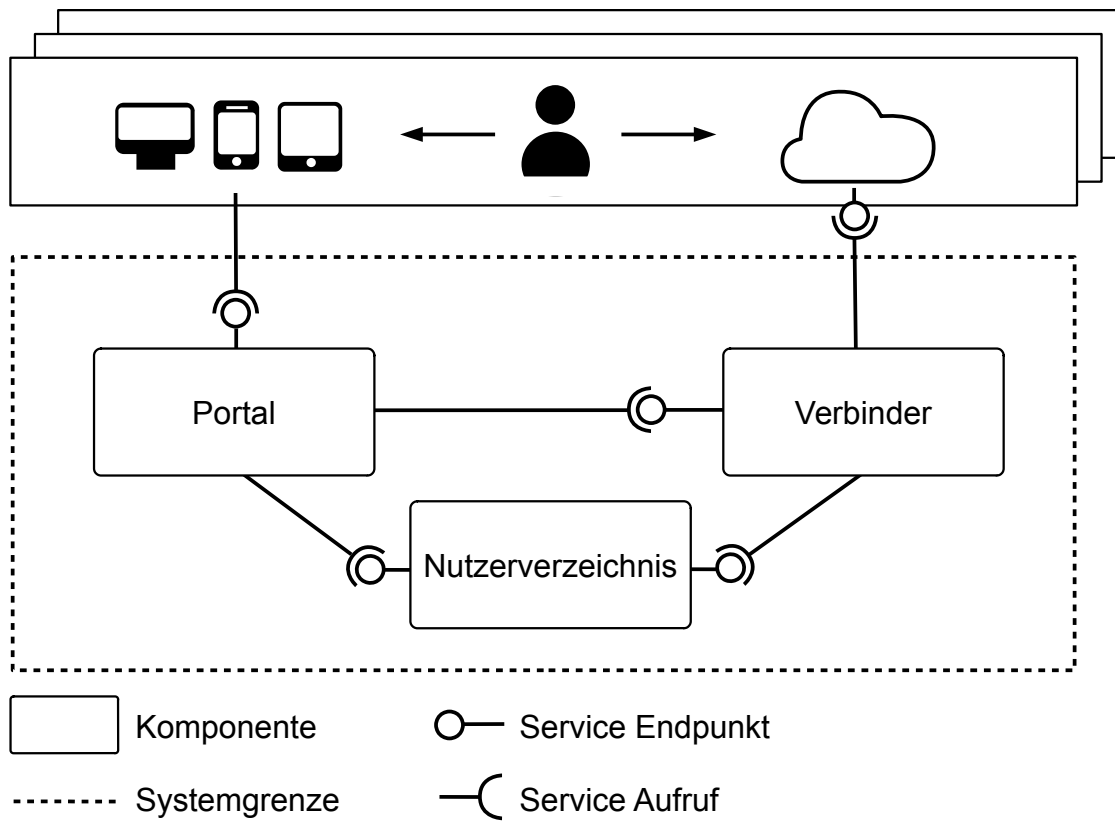 Portal
Verbinder
Nutzerverzeichnis
Komponente
Service Endpunkt
Systemgrenze
Service Aufruf